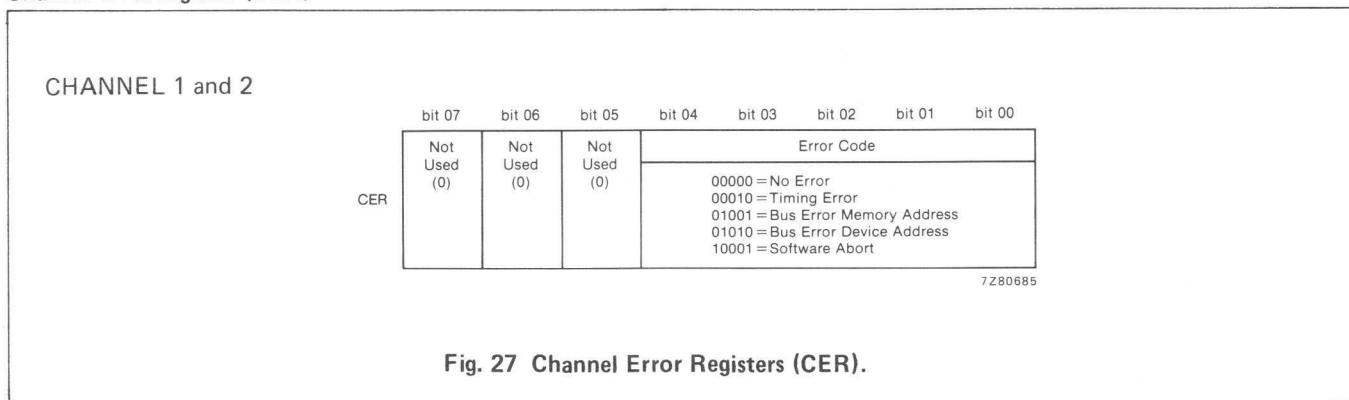 CHANNEL 1 and 2
bit 07 bit 06 bit 05 bit 04 bit 03 bit 02 bit 01 bit 00
CER
Not Used (0)
Not Used (0)
Not Used (0)
Error Code
00000 = No Error
00010 = Timing Error
01001 = Bus Error Memory Address
01010 = Bus Error Device Address
10001 = Software Abort
7Z80685
Fig. 27 Channel Error Registers (CER).